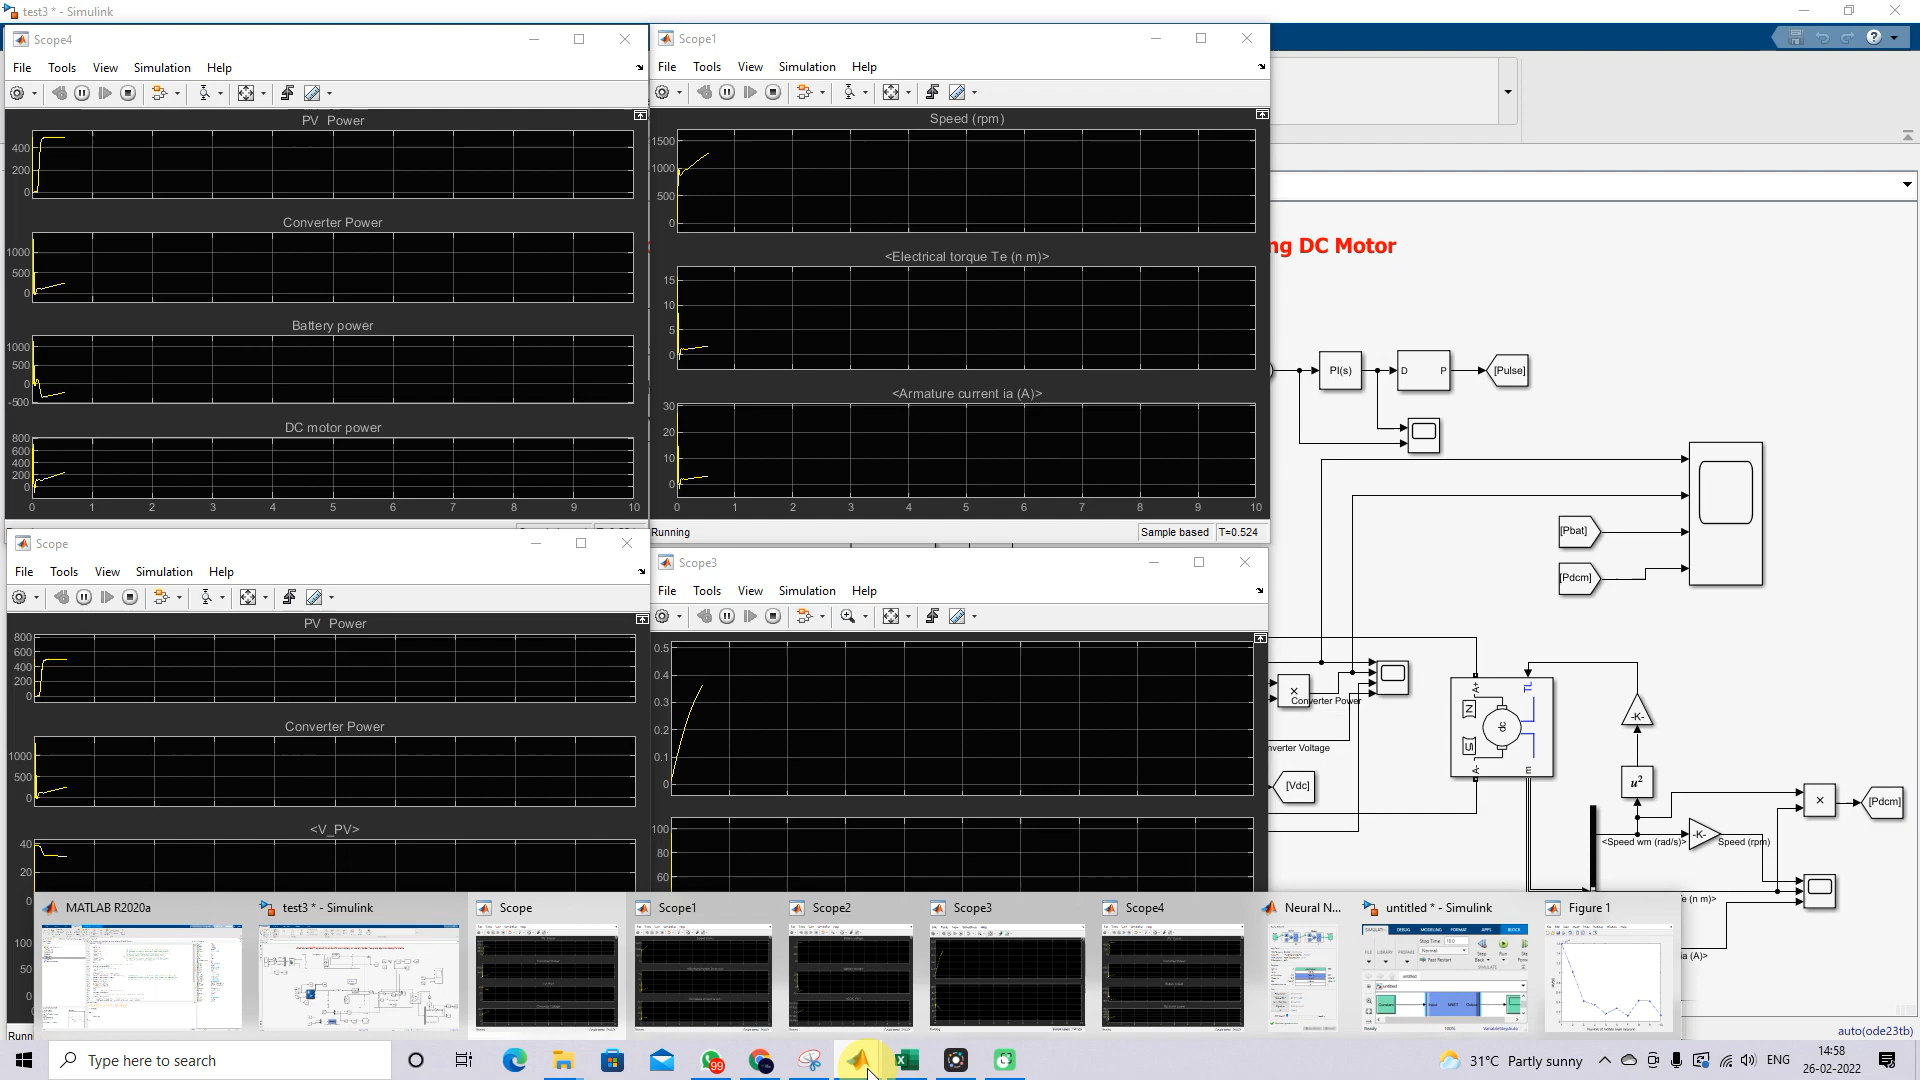 test3 * - Simulink
Scope4
File Tools View Simulation Help
PV Power
400
200
0
Converter Power
1000
500
0
Battery power
1000
500
0
-500
DC motor power
800
600
400
200
0
0 1 2 3 4 5 6 7 8 9 10
Scope1
File Tools View Simulation Help
Speed (rpm)
1500
1000
500
0
<Electrical torque Te (n m)>
15
10
5
0
<Armature current ia (A)>
30
20
10
0
0 1 2 3 4 5 6 7 8 9 10
Running Sample based T=0.524
Scope
File Tools View Simulation Help
PV Power
800
600
400
200
0
Converter Power
1000
500
0
<V_PV>
40
20
0
100
50
0
Scope3
File Tools View Simulation Help
0.5
0.4
0.3
0.2
0.1
0
100
80
60
ng DC Motor
PI(s)
D P
[Pulse]
[Pbat]
[Pdcm]
×
Converter Power
nverter Voltage
[Vdc]
A+
TL
dc
A-
m
-K-
u²
×
[Pdcm]
<Speed wm (rad/s)>
-K-
Speed (rpm)
e (n m)>
ia (A)>
auto(ode23tb)
MATLAB R2020a
test3 * - Simulink
Scope
Scope1
Scope2
Scope3
Scope4
Neural N...
untitled * - Simulink
Figure 1
Type here to search
99
31°C Partly sunny
ENG
14:58
26-02-2022